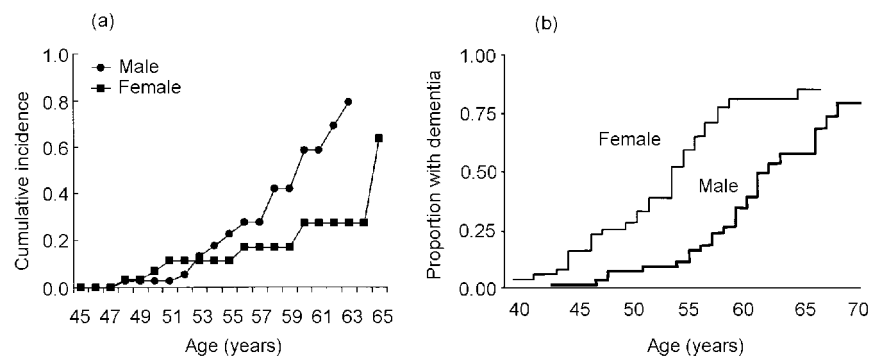 (a)
Cumulative incidence
1.0
0.8
0.6
0.4
0.2
0.0
Male
Female
45 47 49 51 53 55 57 59 61 63 65
Age (years)
(b)
Proportion with dementia
1.00
0.75
0.50
0.25
0.00
Female
Male
40 45 50 55 60 65 70
Age (years)